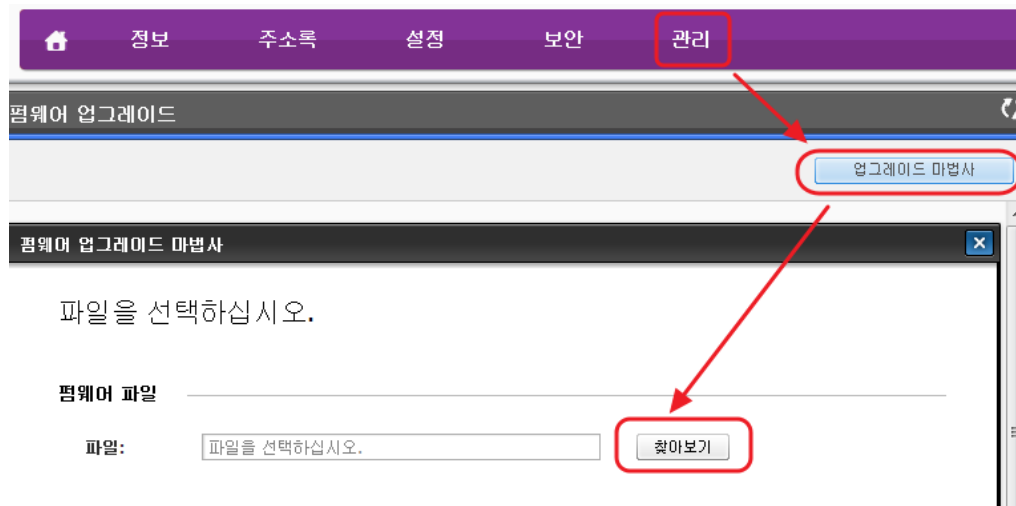 정보 주소록 설정 보안 관리
펌웨어 업그레이드
업그레이드 마법사
펌웨어 업그레이드 마법사
파일을 선택하십시오.
펌웨어 파일
파일: 파일을 선택하십시오. 찾아보기